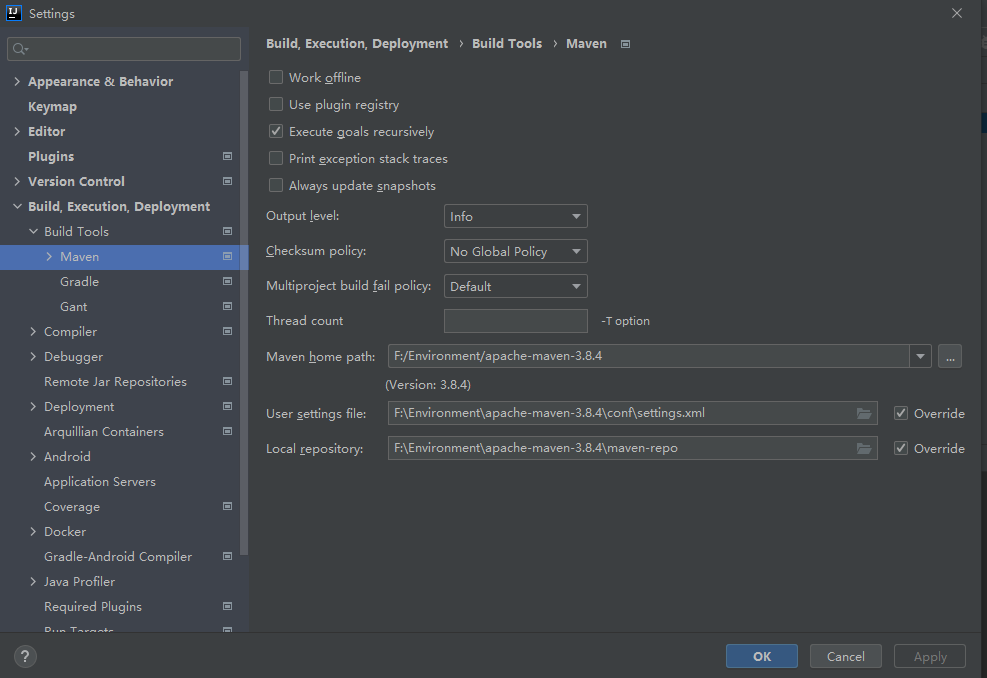 Settings
Appearance & Behavior
Keymap
Editor
Plugins
Version Control
Build, Execution, Deployment
Build Tools
Maven
Gradle
Gant
Compiler
Debugger
Remote Jar Repositories
Deployment
Arquillian Containers
Android
Application Servers
Coverage
Docker
Gradle-Android Compiler
Java Profiler
Required Plugins
Run Targets
Build, Execution, Deployment › Build Tools › Maven
Work offline
Use plugin registry
Execute goals recursively
Print exception stack traces
Always update snapshots
Output level: Info
Checksum policy: No Global Policy
Multiproject build fail policy: Default
Thread count -T option
Maven home path: F:/Environment/apache-maven-3.8.4 ...
(Version: 3.8.4)
User settings file: F:\Environment\apache-maven-3.8.4\conf\settings.xml Override
Local repository: F:\Environment\apache-maven-3.8.4\maven-repo Override
? OK Cancel Apply